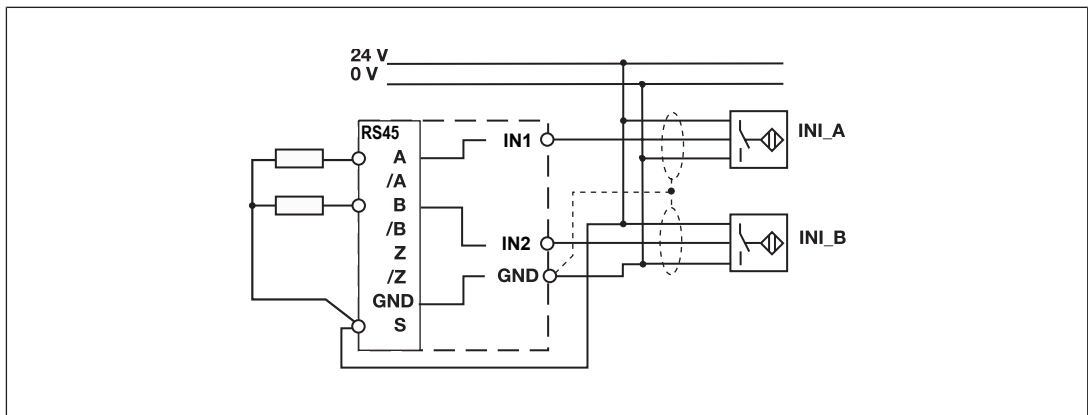 24 V
0 V
RS45
A
/A
B
/B
Z
/Z
GND
S
IN1
IN2
GND
INI_A
INI_B